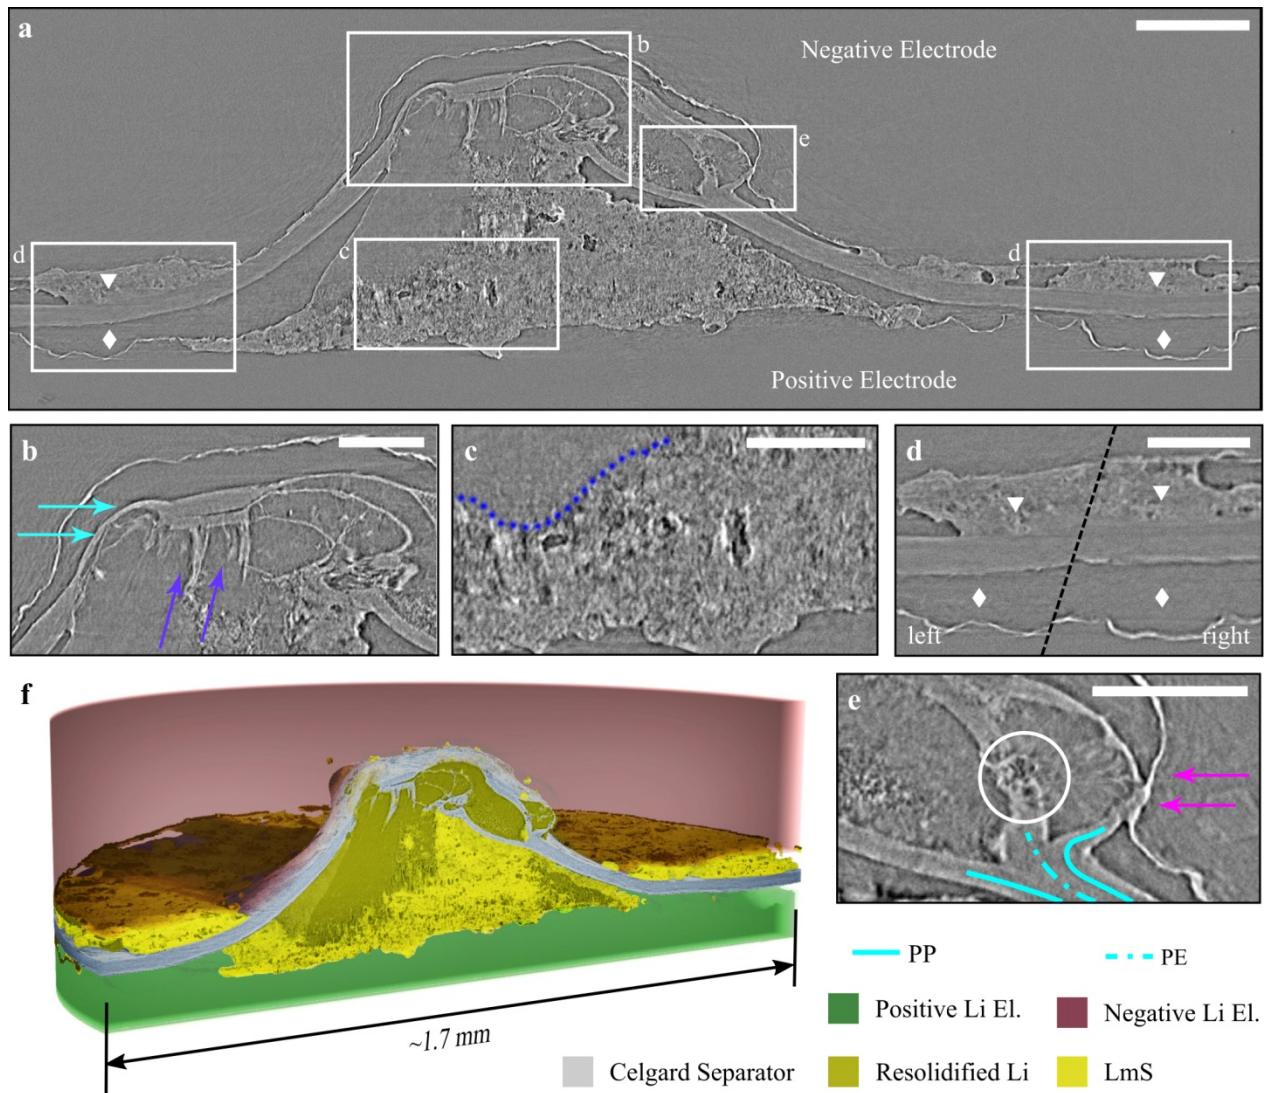 a
b
Negative Electrode
e
d
c
d
Positive Electrode
b
c
d
left
right
f
e
~1.7 mm
PP
PE
Positive Li El.
Negative Li El.
Celgard Separator
Resolidified Li
LmS